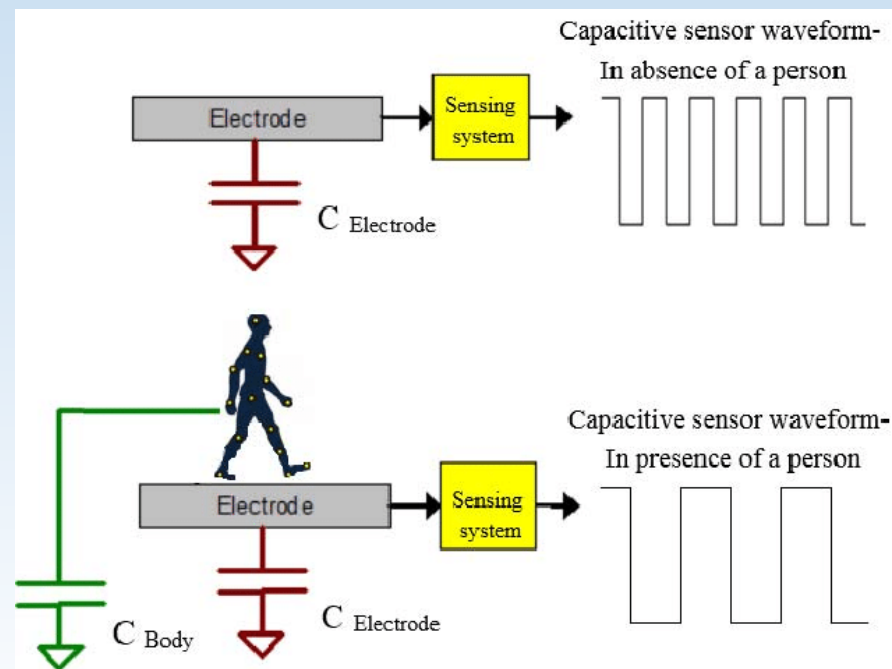 Capacitive sensor waveform-
In absence of a person
Electrode
Sensing
system
C Electrode
Capacitive sensor waveform-
In presence of a person
Electrode
Sensing
system
C Electrode
C Body